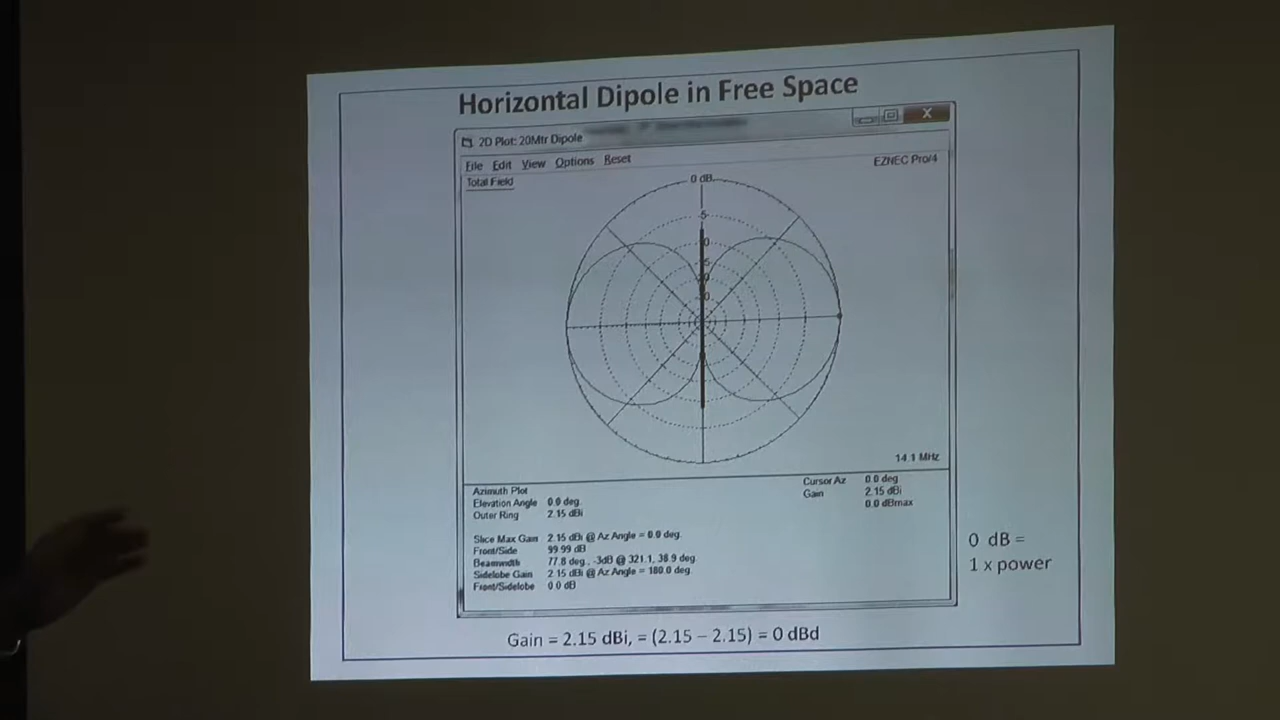 Horizontal Dipole in Free Space
2D Plot: 20Mtr Dipole
File Edit View Options Reset
Total Field
EZNEC Pro/4
0 dB
-5
14.1 MHz
Azimuth Plot
Elevation Angle 0.0 deg.
Outer Ring 2.15 dBi
Cursor Az 0.0 deg.
Gain 2.15 dBi
0.0 dBmax
Slice Max Gain 2.15 dBi @ Az Angle = 0.0 deg.
Front/Side 99.99 dB
Beamwidth 77.8 deg., -3dB @ 321.1, 38.9 deg.
Sidelobe Gain 2.15 dBi @ Az Angle = 180.0 deg.
Front/Sidelobe 0.0 dB
0 dB =
1 x power
Gain = 2.15 dBi, = (2.15 – 2.15) = 0 dBd